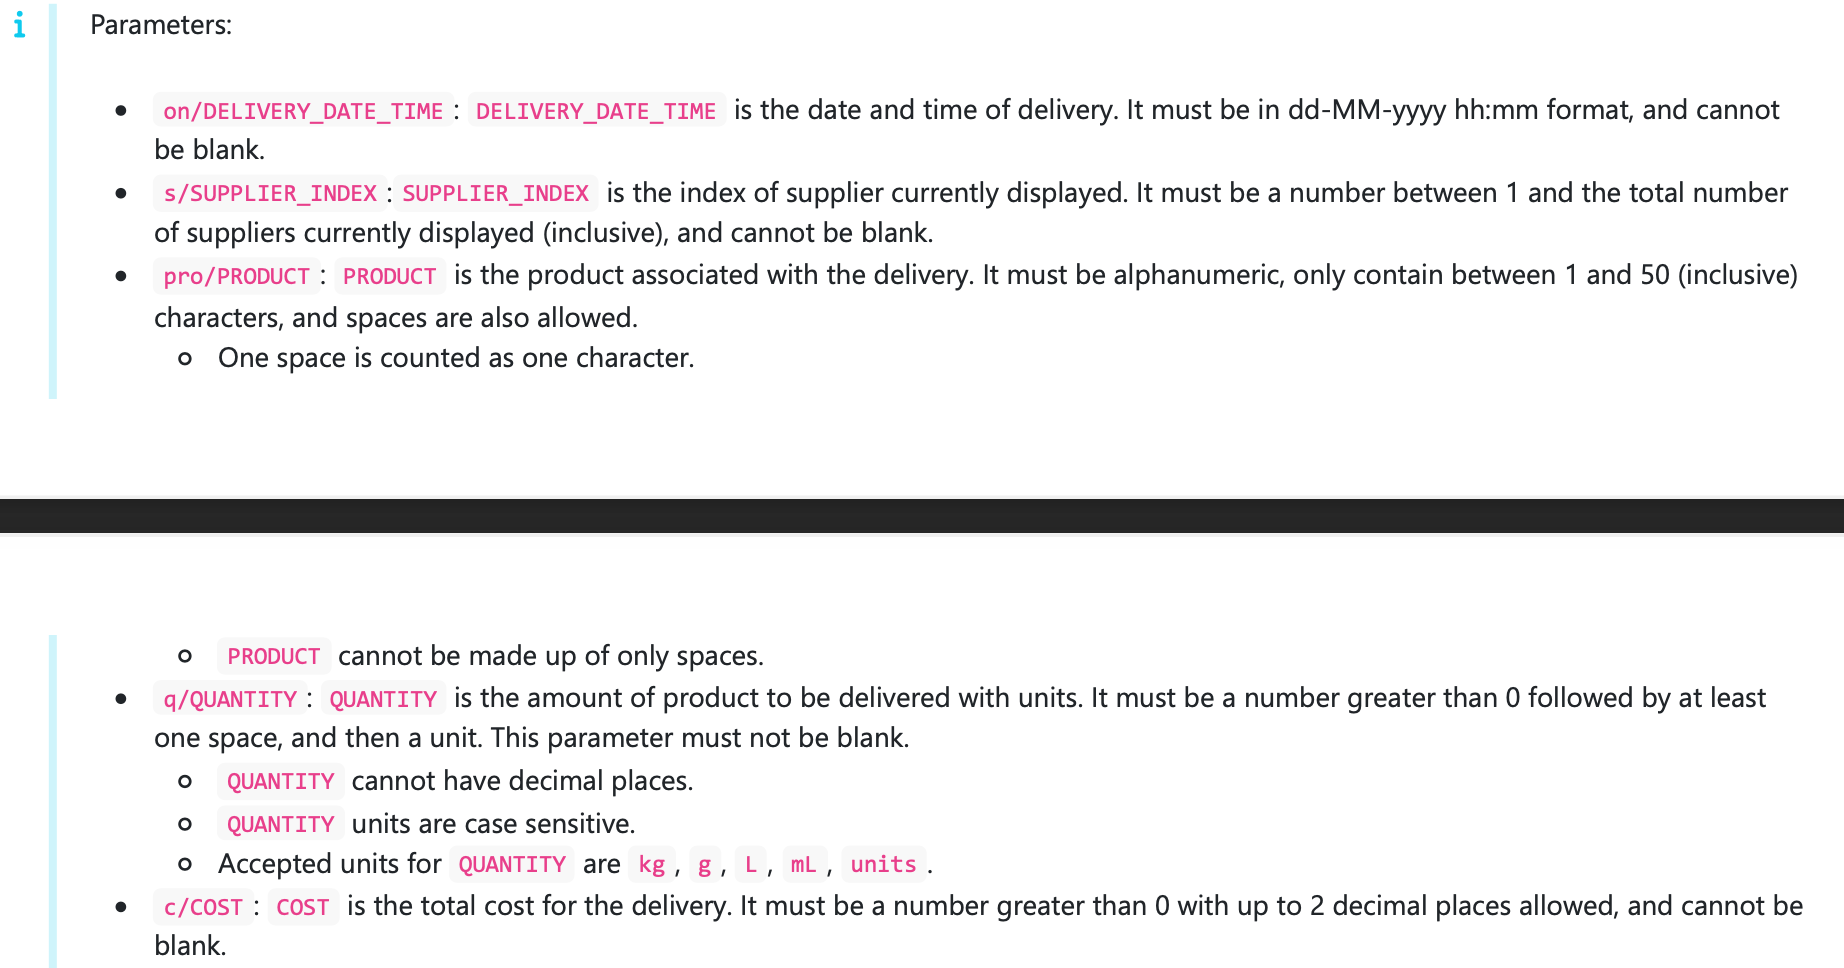 i Parameters:
• on/DELIVERY_DATE_TIME : DELIVERY_DATE_TIME is the date and time of delivery. It must be in dd-MM-yyyy hh:mm format, and cannot
be blank.
• s/SUPPLIER_INDEX : SUPPLIER_INDEX is the index of supplier currently displayed. It must be a number between 1 and the total number
of suppliers currently displayed (inclusive), and cannot be blank.
• pro/PRODUCT : PRODUCT is the product associated with the delivery. It must be alphanumeric, only contain between 1 and 50 (inclusive)
characters, and spaces are also allowed.
○ One space is counted as one character.
○ PRODUCT cannot be made up of only spaces.
• q/QUANTITY : QUANTITY is the amount of product to be delivered with units. It must be a number greater than 0 followed by at least
one space, and then a unit. This parameter must not be blank.
○ QUANTITY cannot have decimal places.
○ QUANTITY units are case sensitive.
○ Accepted units for QUANTITY are kg , g , L , mL , units .
• c/COST : COST is the total cost for the delivery. It must be a number greater than 0 with up to 2 decimal places allowed, and cannot be
blank.